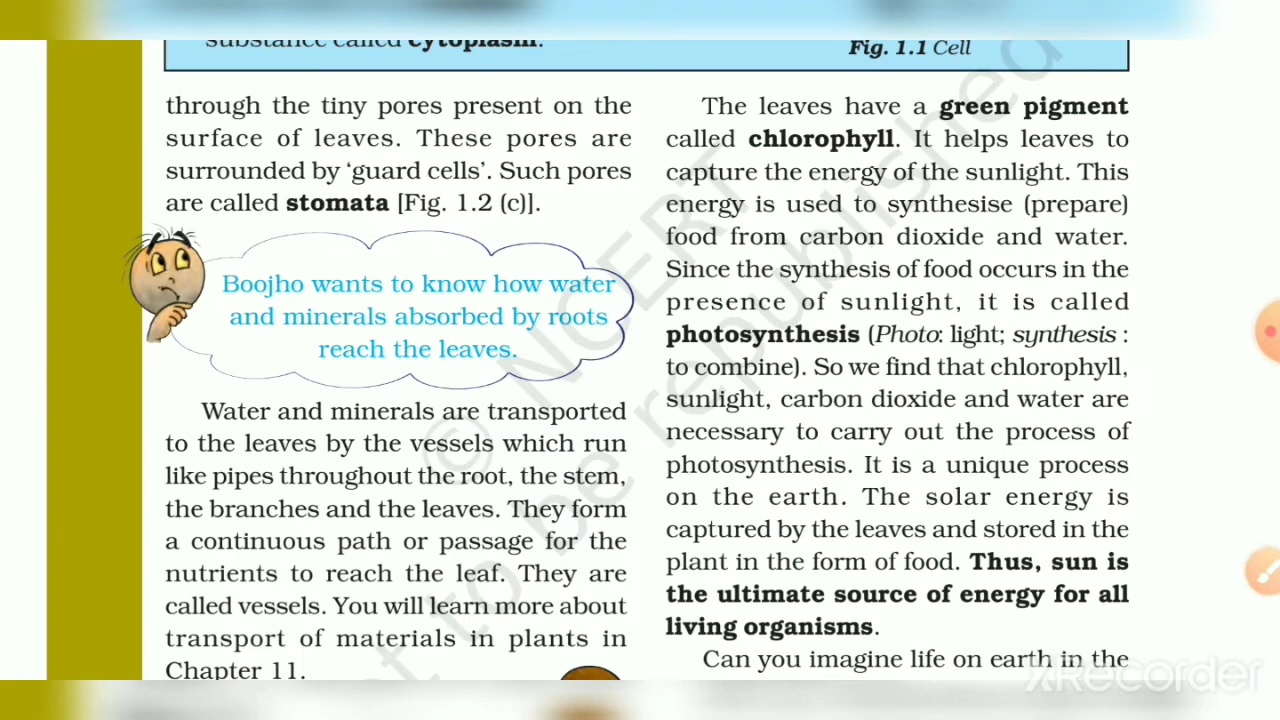 substance called cytoplasm.
Fig. 1.1 Cell
through the tiny pores present on the
surface of leaves. These pores are
surrounded by ‘guard cells’. Such pores
are called stomata [Fig. 1.2 (c)].
Boojho wants to know how water
and minerals absorbed by roots
reach the leaves.
Water and minerals are transported
to the leaves by the vessels which run
like pipes throughout the root, the stem,
the branches and the leaves. They form
a continuous path or passage for the
nutrients to reach the leaf. They are
called vessels. You will learn more about
transport of materials in plants in
Chapter 11.
The leaves have a green pigment
called chlorophyll. It helps leaves to
capture the energy of the sunlight. This
energy is used to synthesise (prepare)
food from carbon dioxide and water.
Since the synthesis of food occurs in the
presence of sunlight, it is called
photosynthesis (Photo: light; synthesis :
to combine). So we find that chlorophyll,
sunlight, carbon dioxide and water are
necessary to carry out the process of
photosynthesis. It is a unique process
on the earth. The solar energy is
captured by the leaves and stored in the
plant in the form of food. Thus, sun is
the ultimate source of energy for all
living organisms.
Can you imagine life on earth in the
© NCERT
not to be republished
XRecorder